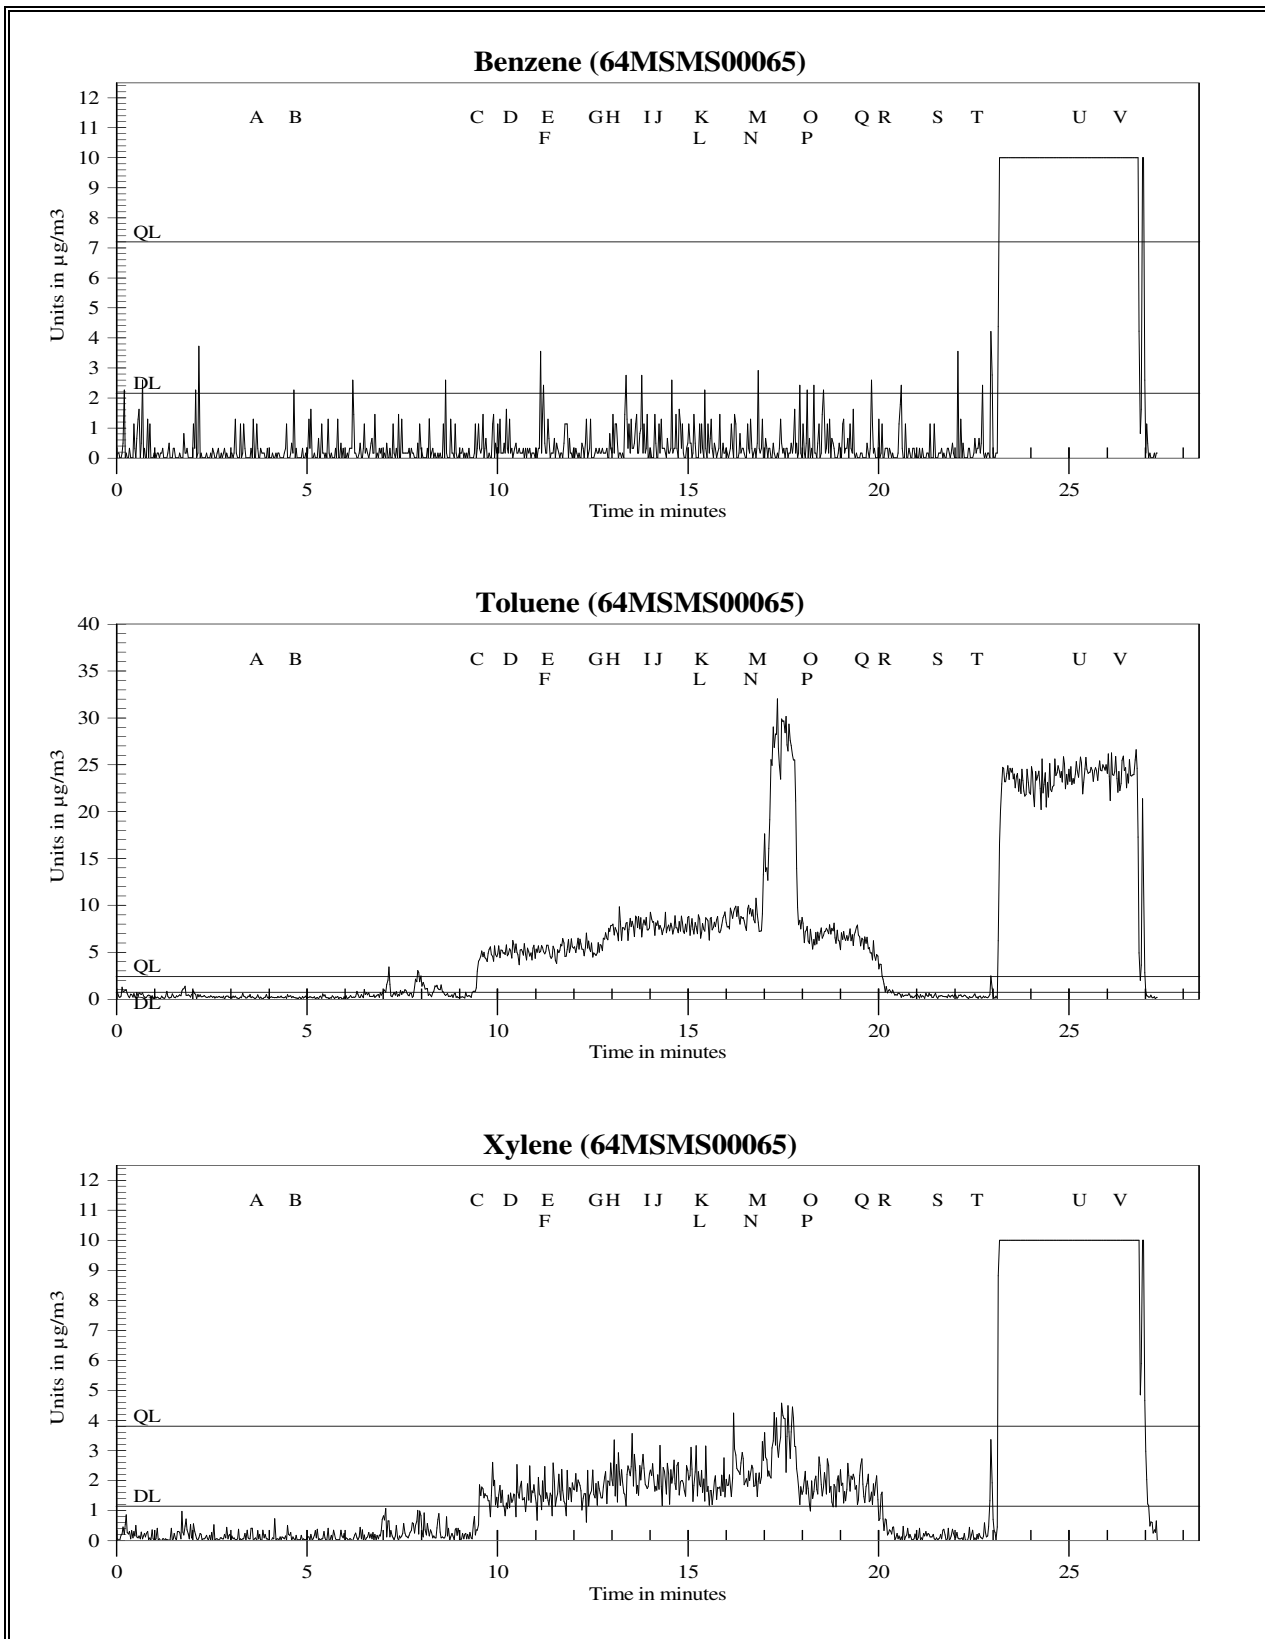 Benzene (64MSMS00065)
12
A B C D E GH I J K M O Q R S T U V
11
F L N P
10
9
8
QL
7
6
5
4
3
DL
2
1
0
Units in µg/m3
0 5 10 15 20 25
Time in minutes
Toluene (64MSMS00065)
40
A B C D E GH I J K M O Q R S T U V
35
F L N P
30
25
20
15
10
5
QL
0
DL
Units in µg/m3
0 5 10 15 20 25
Time in minutes
Xylene (64MSMS00065)
12
A B C D E GH I J K M O Q R S T U V
11
F L N P
10
9
8
7
6
5
QL
4
3
2
DL
1
0
Units in µg/m3
0 5 10 15 20 25
Time in minutes